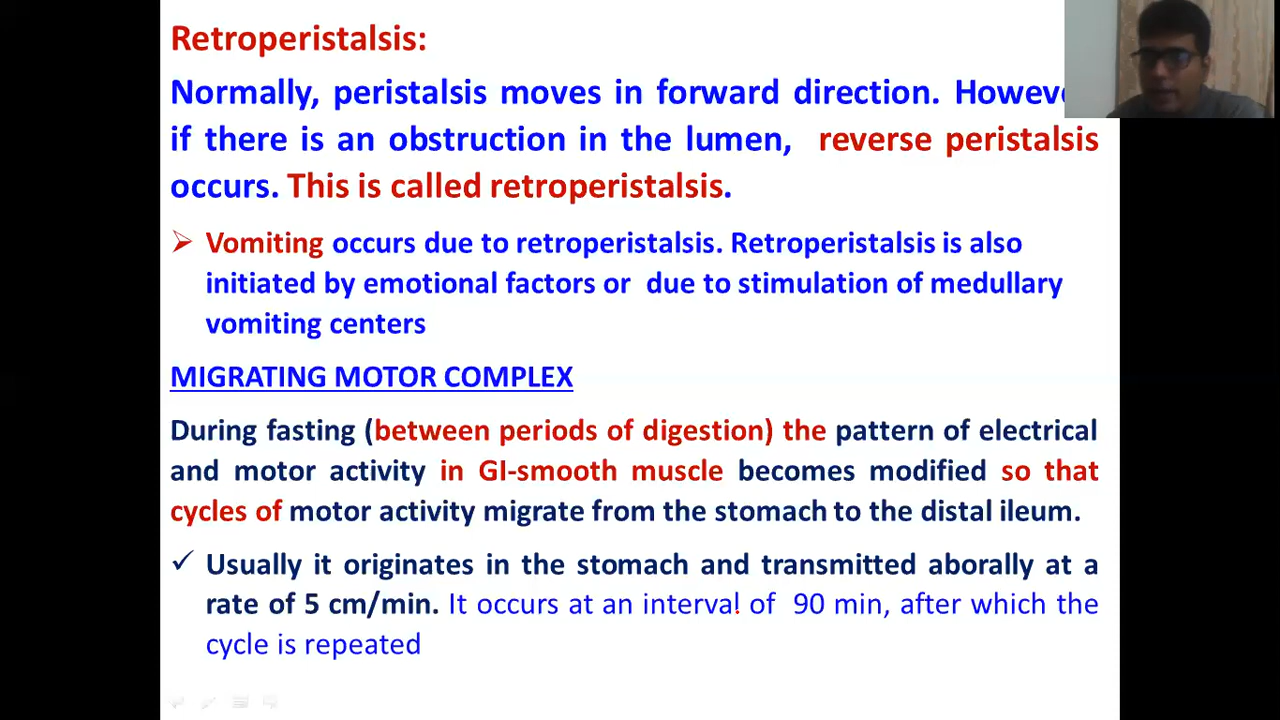 Retroperistalsis:
Normally, peristalsis moves in forward direction.
if there is an obstruction in the lumen, reverse peristalsis
occurs. This is called retroperistalsis.
➢ Vomiting occurs due to retroperistalsis. Retroperistalsis is also
initiated by emotional factors or due to stimulation of medullary
vomiting centers
MIGRATING MOTOR COMPLEX
During fasting (between periods of digestion) the pattern of electrical
and motor activity in GI-smooth muscle becomes modified so that
cycles of motor activity migrate from the stomach to the distal ileum.
✓ Usually it originates in the stomach and transmitted aborally at a
rate of 5 cm/min. It occurs at an interval of 90 min, after which the
cycle is repeated